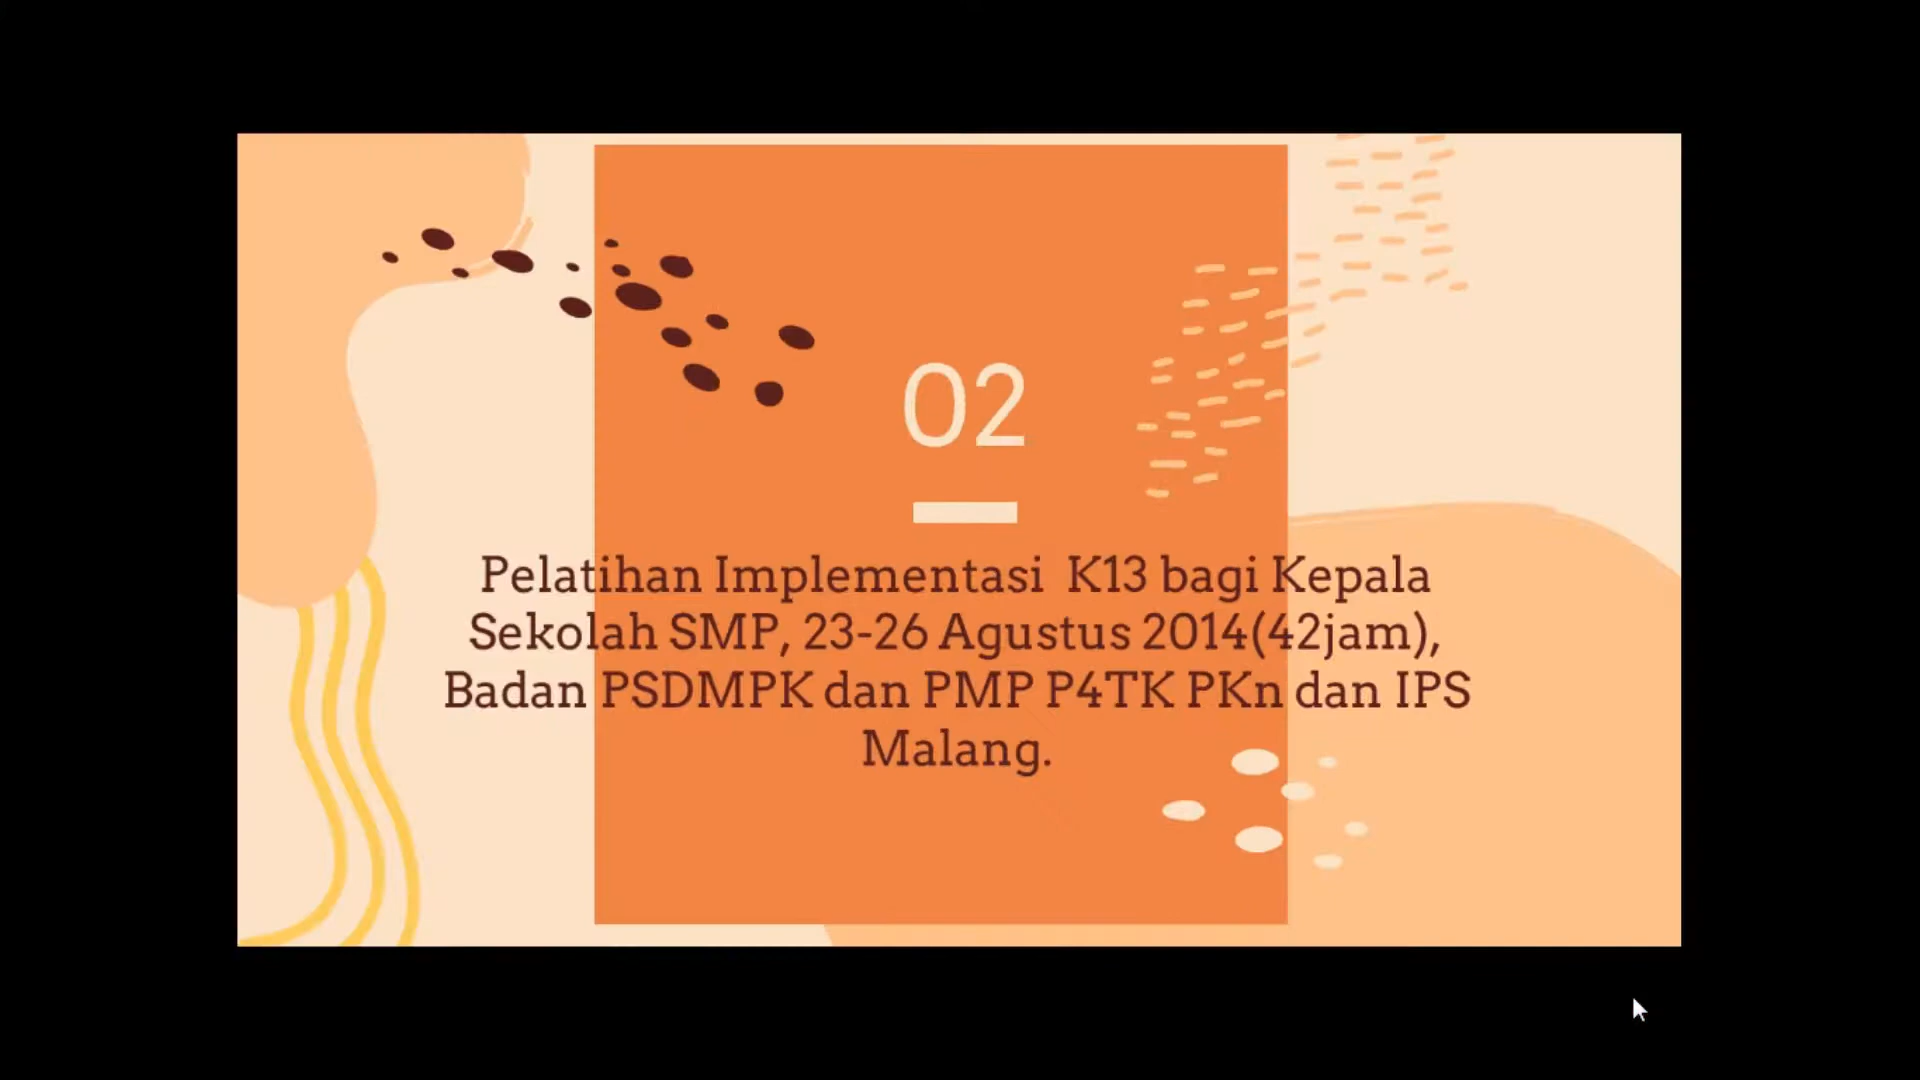 02
Pelatihan Implementasi K13 bagi Kepala
Sekolah SMP, 23-26 Agustus 2014(42jam),
Badan PSDMPK dan PMP P4TK PKn dan IPS
Malang.